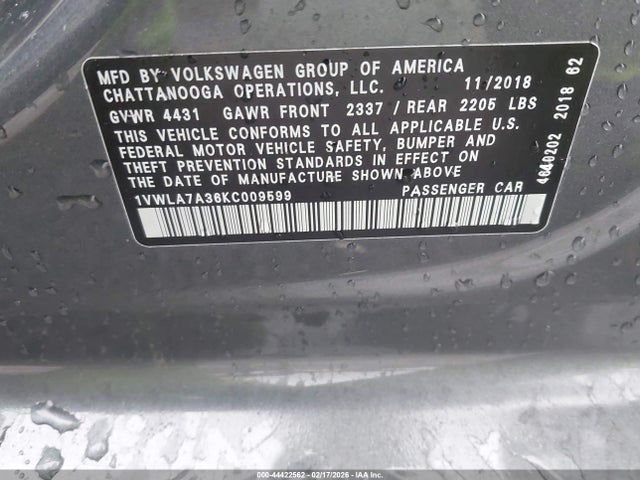 MFD BY VOLKSWAGEN GROUP OF AMERICA
CHATTANOOGA OPERATIONS, LLC. 11/2018
GVWR 4431 GAWR FRONT 2337 / REAR 2205 LBS
THIS VEHICLE CONFORMS TO ALL APPLICABLE U.S.
FEDERAL MOTOR VEHICLE SAFETY, BUMPER AND
THEFT PREVENTION STANDARDS IN EFFECT ON
THE DATE OF MANUFACTURE SHOWN ABOVE
1VWLA7A36KC009599 PASSENGER CAR
2018 62
000-44422562 - 02/17/2026 - IAAI, Inc.